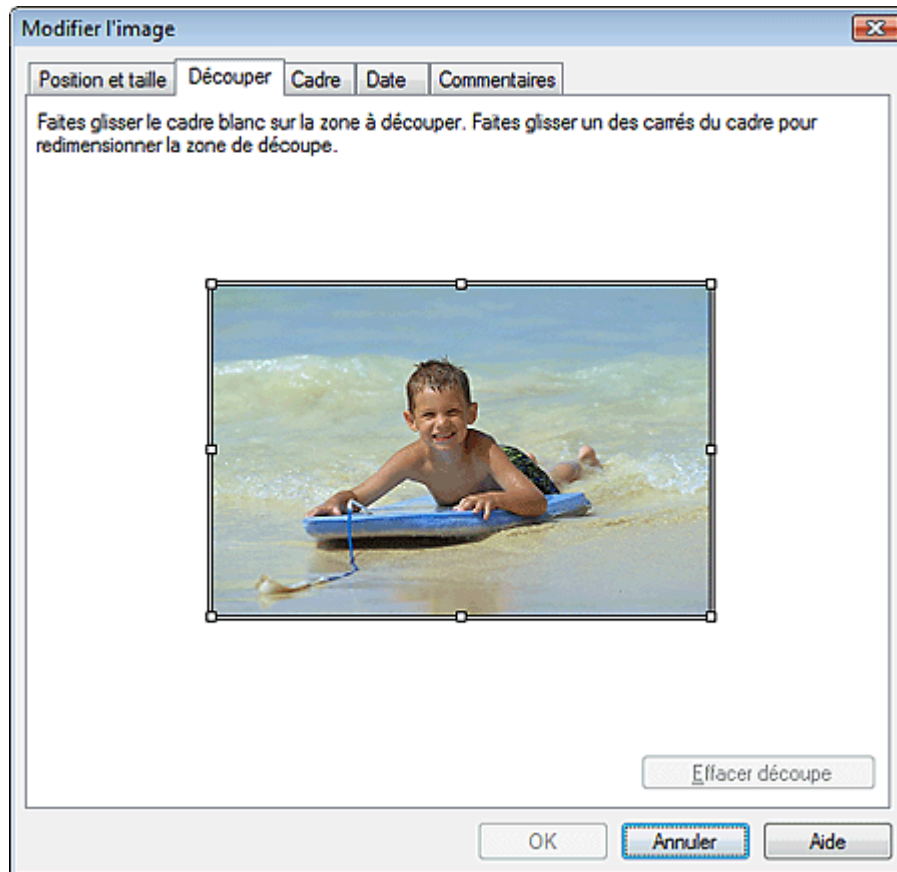 Modifier l'image
Position et taille
Découper
Cadre
Date
Commentaires
Faites glisser le cadre blanc sur la zone à découper. Faites glisser un des carrés du cadre pour
redimensionner la zone de découpe.
Effacer découpe
OK
Annuler
Aide